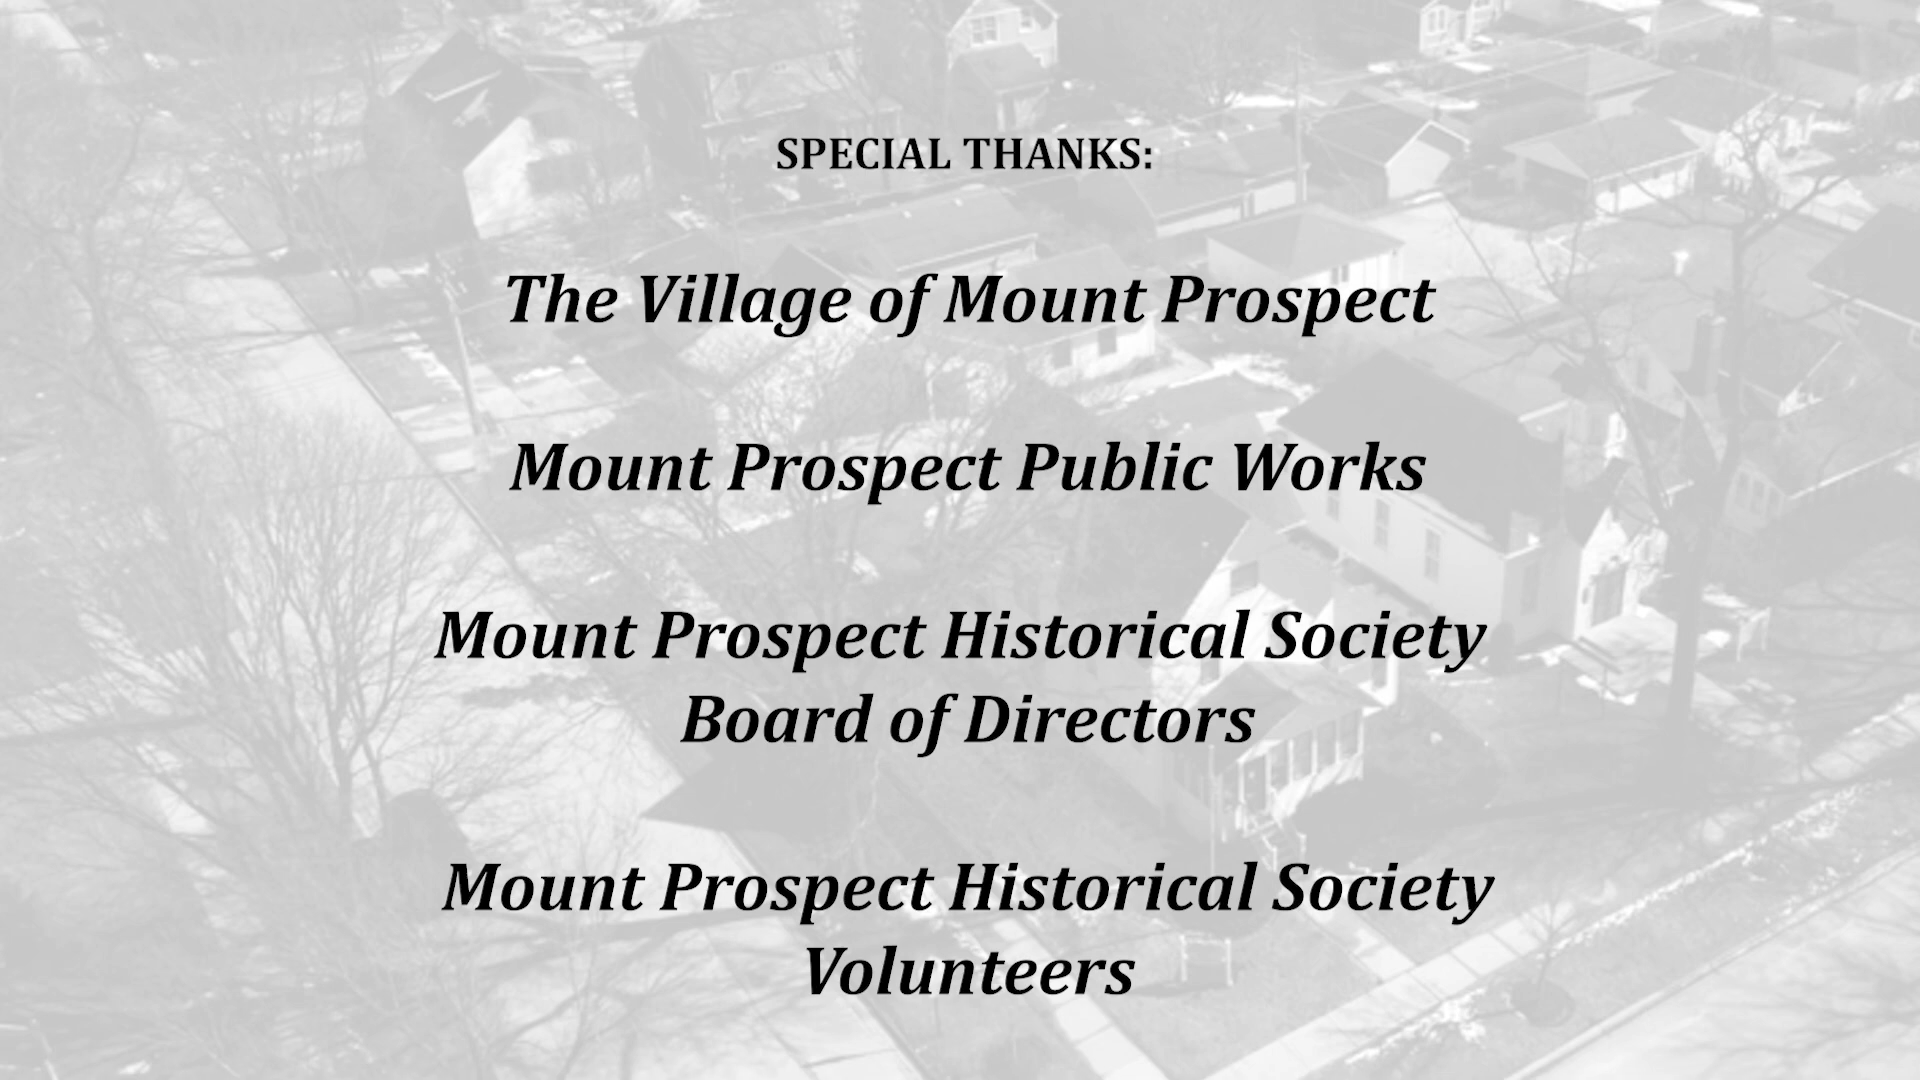 SPECIAL THANKS:
The Village of Mount Prospect
Mount Prospect Public Works
Mount Prospect Historical Society
Board of Directors
Mount Prospect Historical Society
Volunteers